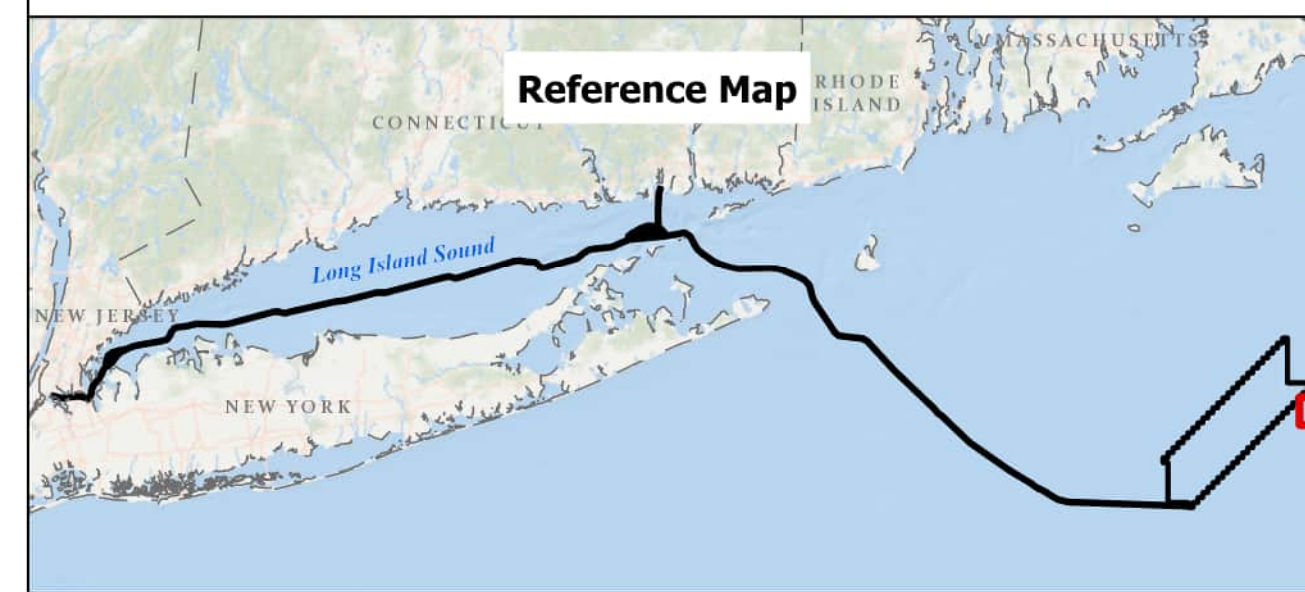 MASSACHUSETTS
Reference Map
RHODE
ISLAND
CONNECTICUT
Long Island Sound
NEW JERSEY
NEW YORK